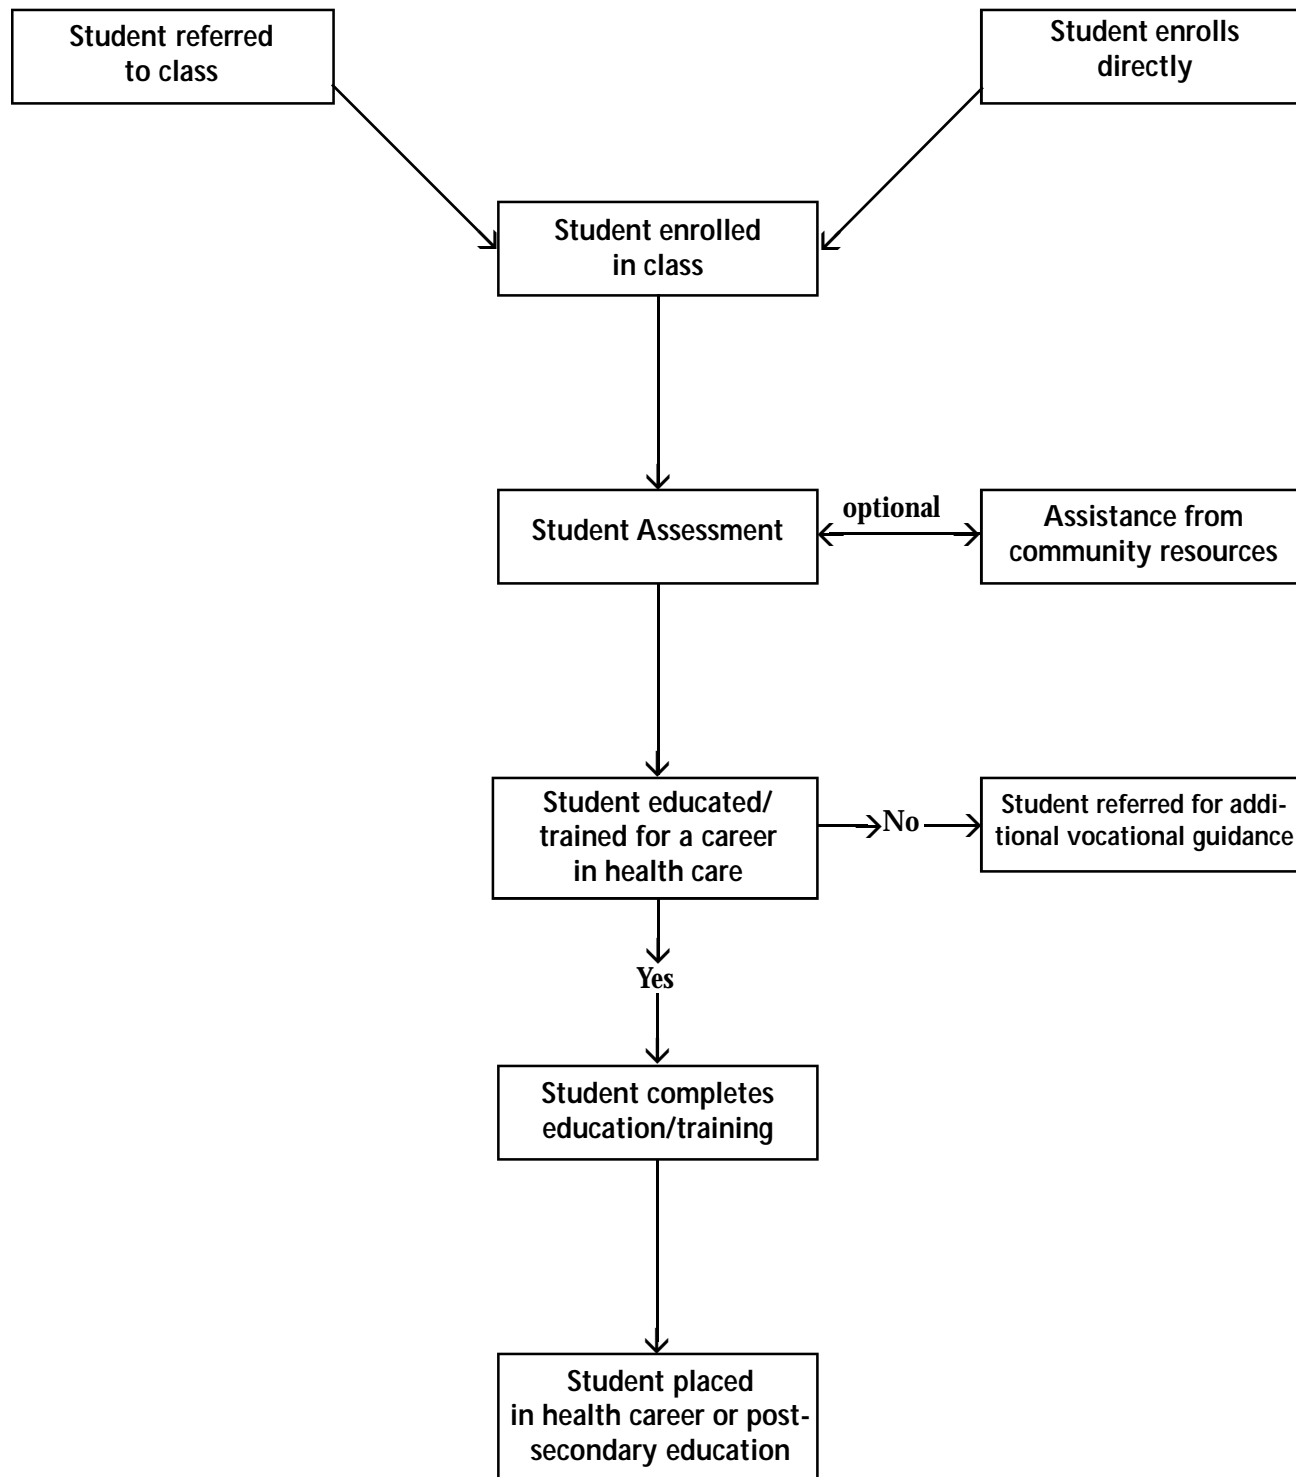 Student referred
to class
Student enrolls
directly
Student enrolled
in class
Student Assessment
optional
Assistance from
community resources
Student educated/
trained for a career
in health care
No
Student referred for addi-
tional vocational guidance
Yes
Student completes
education/training
Student placed
in health career or post-
secondary education